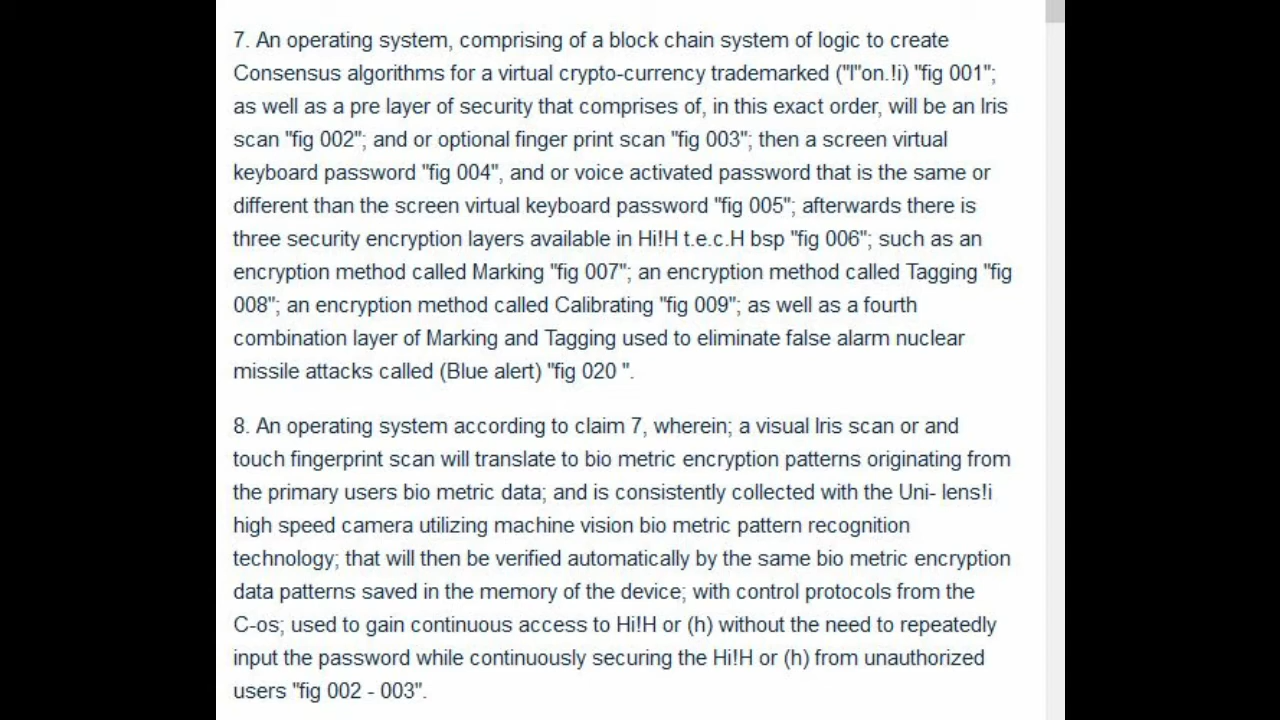 7. An operating system, comprising of a block chain system of logic to create
Consensus algorithms for a virtual crypto-currency trademarked ("I"on.!i) "fig 001";
as well as a pre layer of security that comprises of, in this exact order, will be an Iris
scan "fig 002"; and or optional finger print scan "fig 003"; then a screen virtual
keyboard password "fig 004", and or voice activated password that is the same or
different than the screen virtual keyboard password "fig 005"; afterwards there is
three security encryption layers available in Hi!H t.e.c.H bsp "fig 006"; such as an
encryption method called Marking "fig 007"; an encryption method called Tagging "fig
008"; an encryption method called Calibrating "fig 009"; as well as a fourth
combination layer of Marking and Tagging used to eliminate false alarm nuclear
missile attacks called (Blue alert) "fig 020 ".
8. An operating system according to claim 7, wherein; a visual Iris scan or and
touch fingerprint scan will translate to bio metric encryption patterns originating from
the primary users bio metric data; and is consistently collected with the Uni- lens!i
high speed camera utilizing machine vision bio metric pattern recognition
technology; that will then be verified automatically by the same bio metric encryption
data patterns saved in the memory of the device; with control protocols from the
C-os; used to gain continuous access to Hi!H or (h) without the need to repeatedly
input the password while continuously securing the Hi!H or (h) from unauthorized
users "fig 002 - 003".